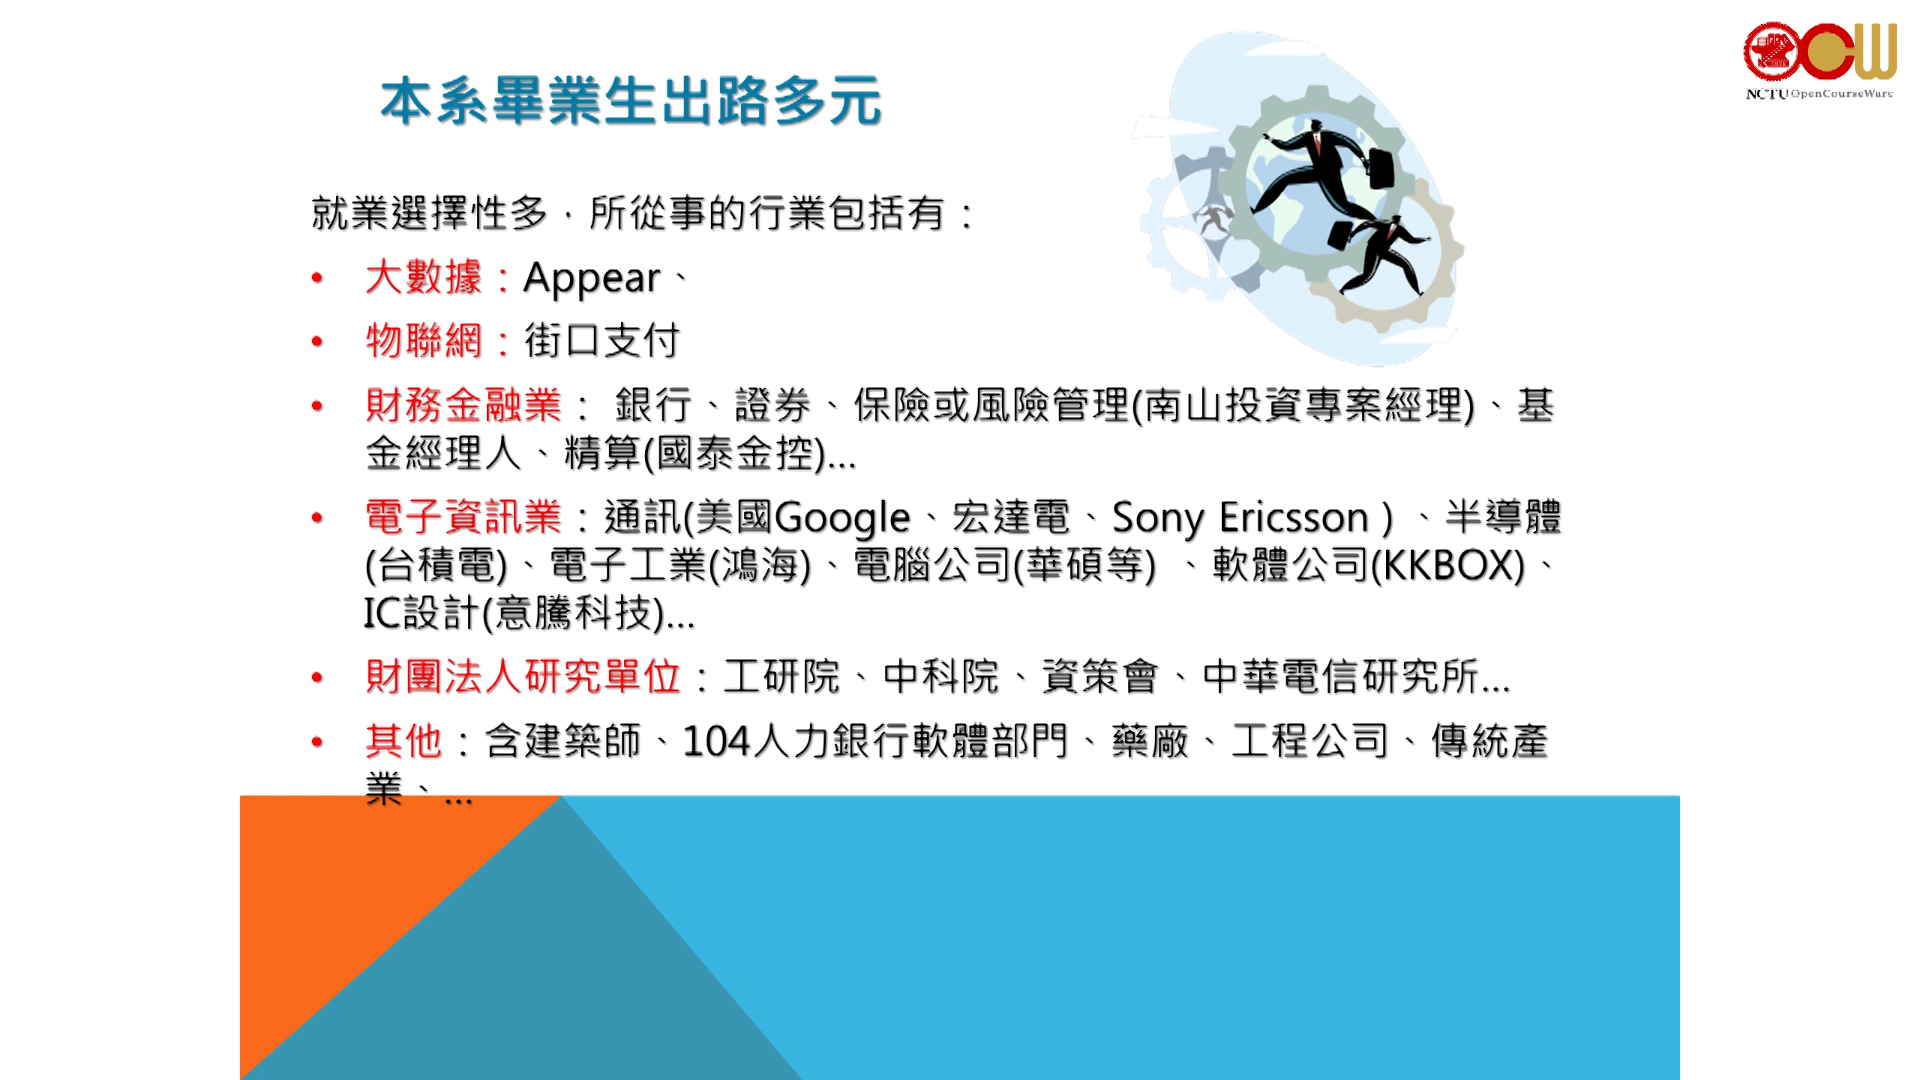 本系畢業生出路多元
NCTU OpenCourseWare
就業選擇性多，所從事的行業包括有：
• 大數據：Appear、
• 物聯網：街口支付
• 財務金融業： 銀行、證券、保險或風險管理(南山投資專案經理)、基
金經理人、精算(國泰金控)...
• 電子資訊業：通訊(美國Google、宏達電、Sony Ericsson ) 、半導體
(台積電)、電子工業(鴻海)、電腦公司(華碩等) 、軟體公司(KKBOX)、
IC設計(意騰科技)...
• 財團法人研究單位：工研院、中科院、資策會、中華電信研究所...
• 其他：含建築師、104人力銀行軟體部門、藥廠、工程公司、傳統產
業、...